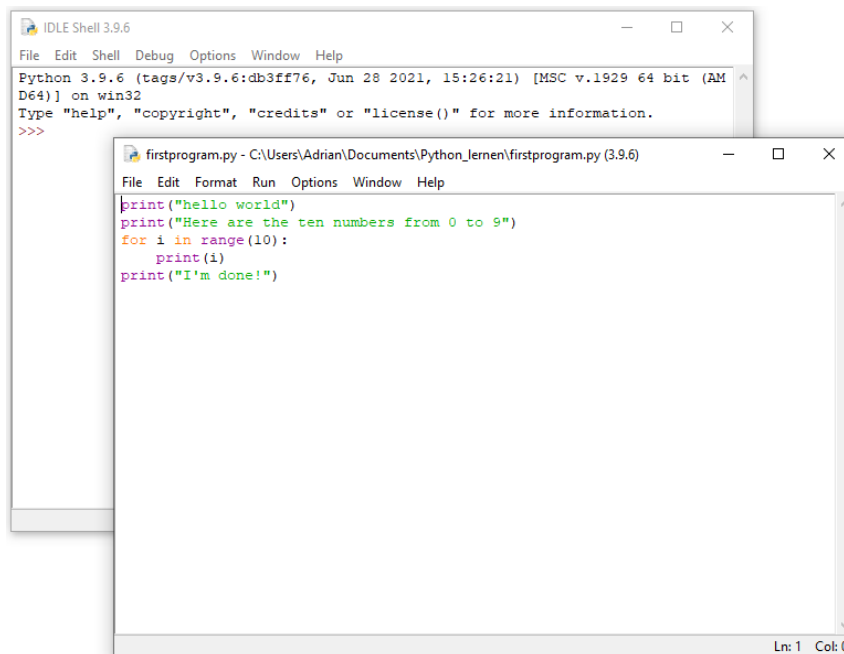 IDLE Shell 3.9.6
File Edit Shell Debug Options Window Help
Python 3.9.6 (tags/v3.9.6:db3ff76, Jun 28 2021, 15:26:21) [MSC v.1929 64 bit (AM
D64)] on win32
Type "help", "copyright", "credits" or "license()" for more information.
>>>
firstprogram.py - C:\Users\Adrian\Documents\Python_lernen\firstprogram.py (3.9.6)
File Edit Format Run Options Window Help
print("hello world")
print("Here are the ten numbers from 0 to 9")
for i in range(10):
    print(i)
print("I'm done!")
Ln: 1 Col: 0